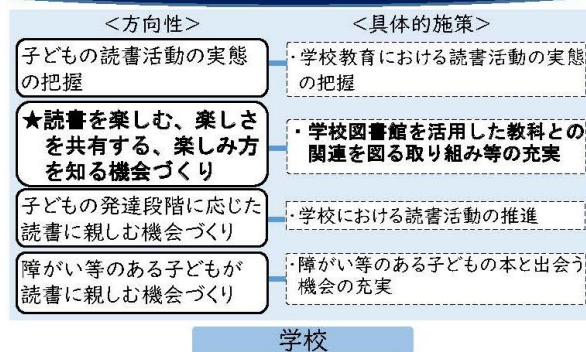 ＜方向性＞
＜具体的施策＞
子どもの読書活動の実態
の把握
・学校教育における読書活動の実態
の把握
★読書を楽しむ、楽しさ
を共有する、楽しみ方
を知る機会づくり
・学校図書館を活用した教科との
関連を図る取り組み等の充実
子どもの発達段階に応じた
読書に親しむ機会づくり
・学校における読書活動の推進
障がい等のある子どもが
読書に親しむ機会づくり
・障がい等のある子どもの本と出会う
機会の充実
学校